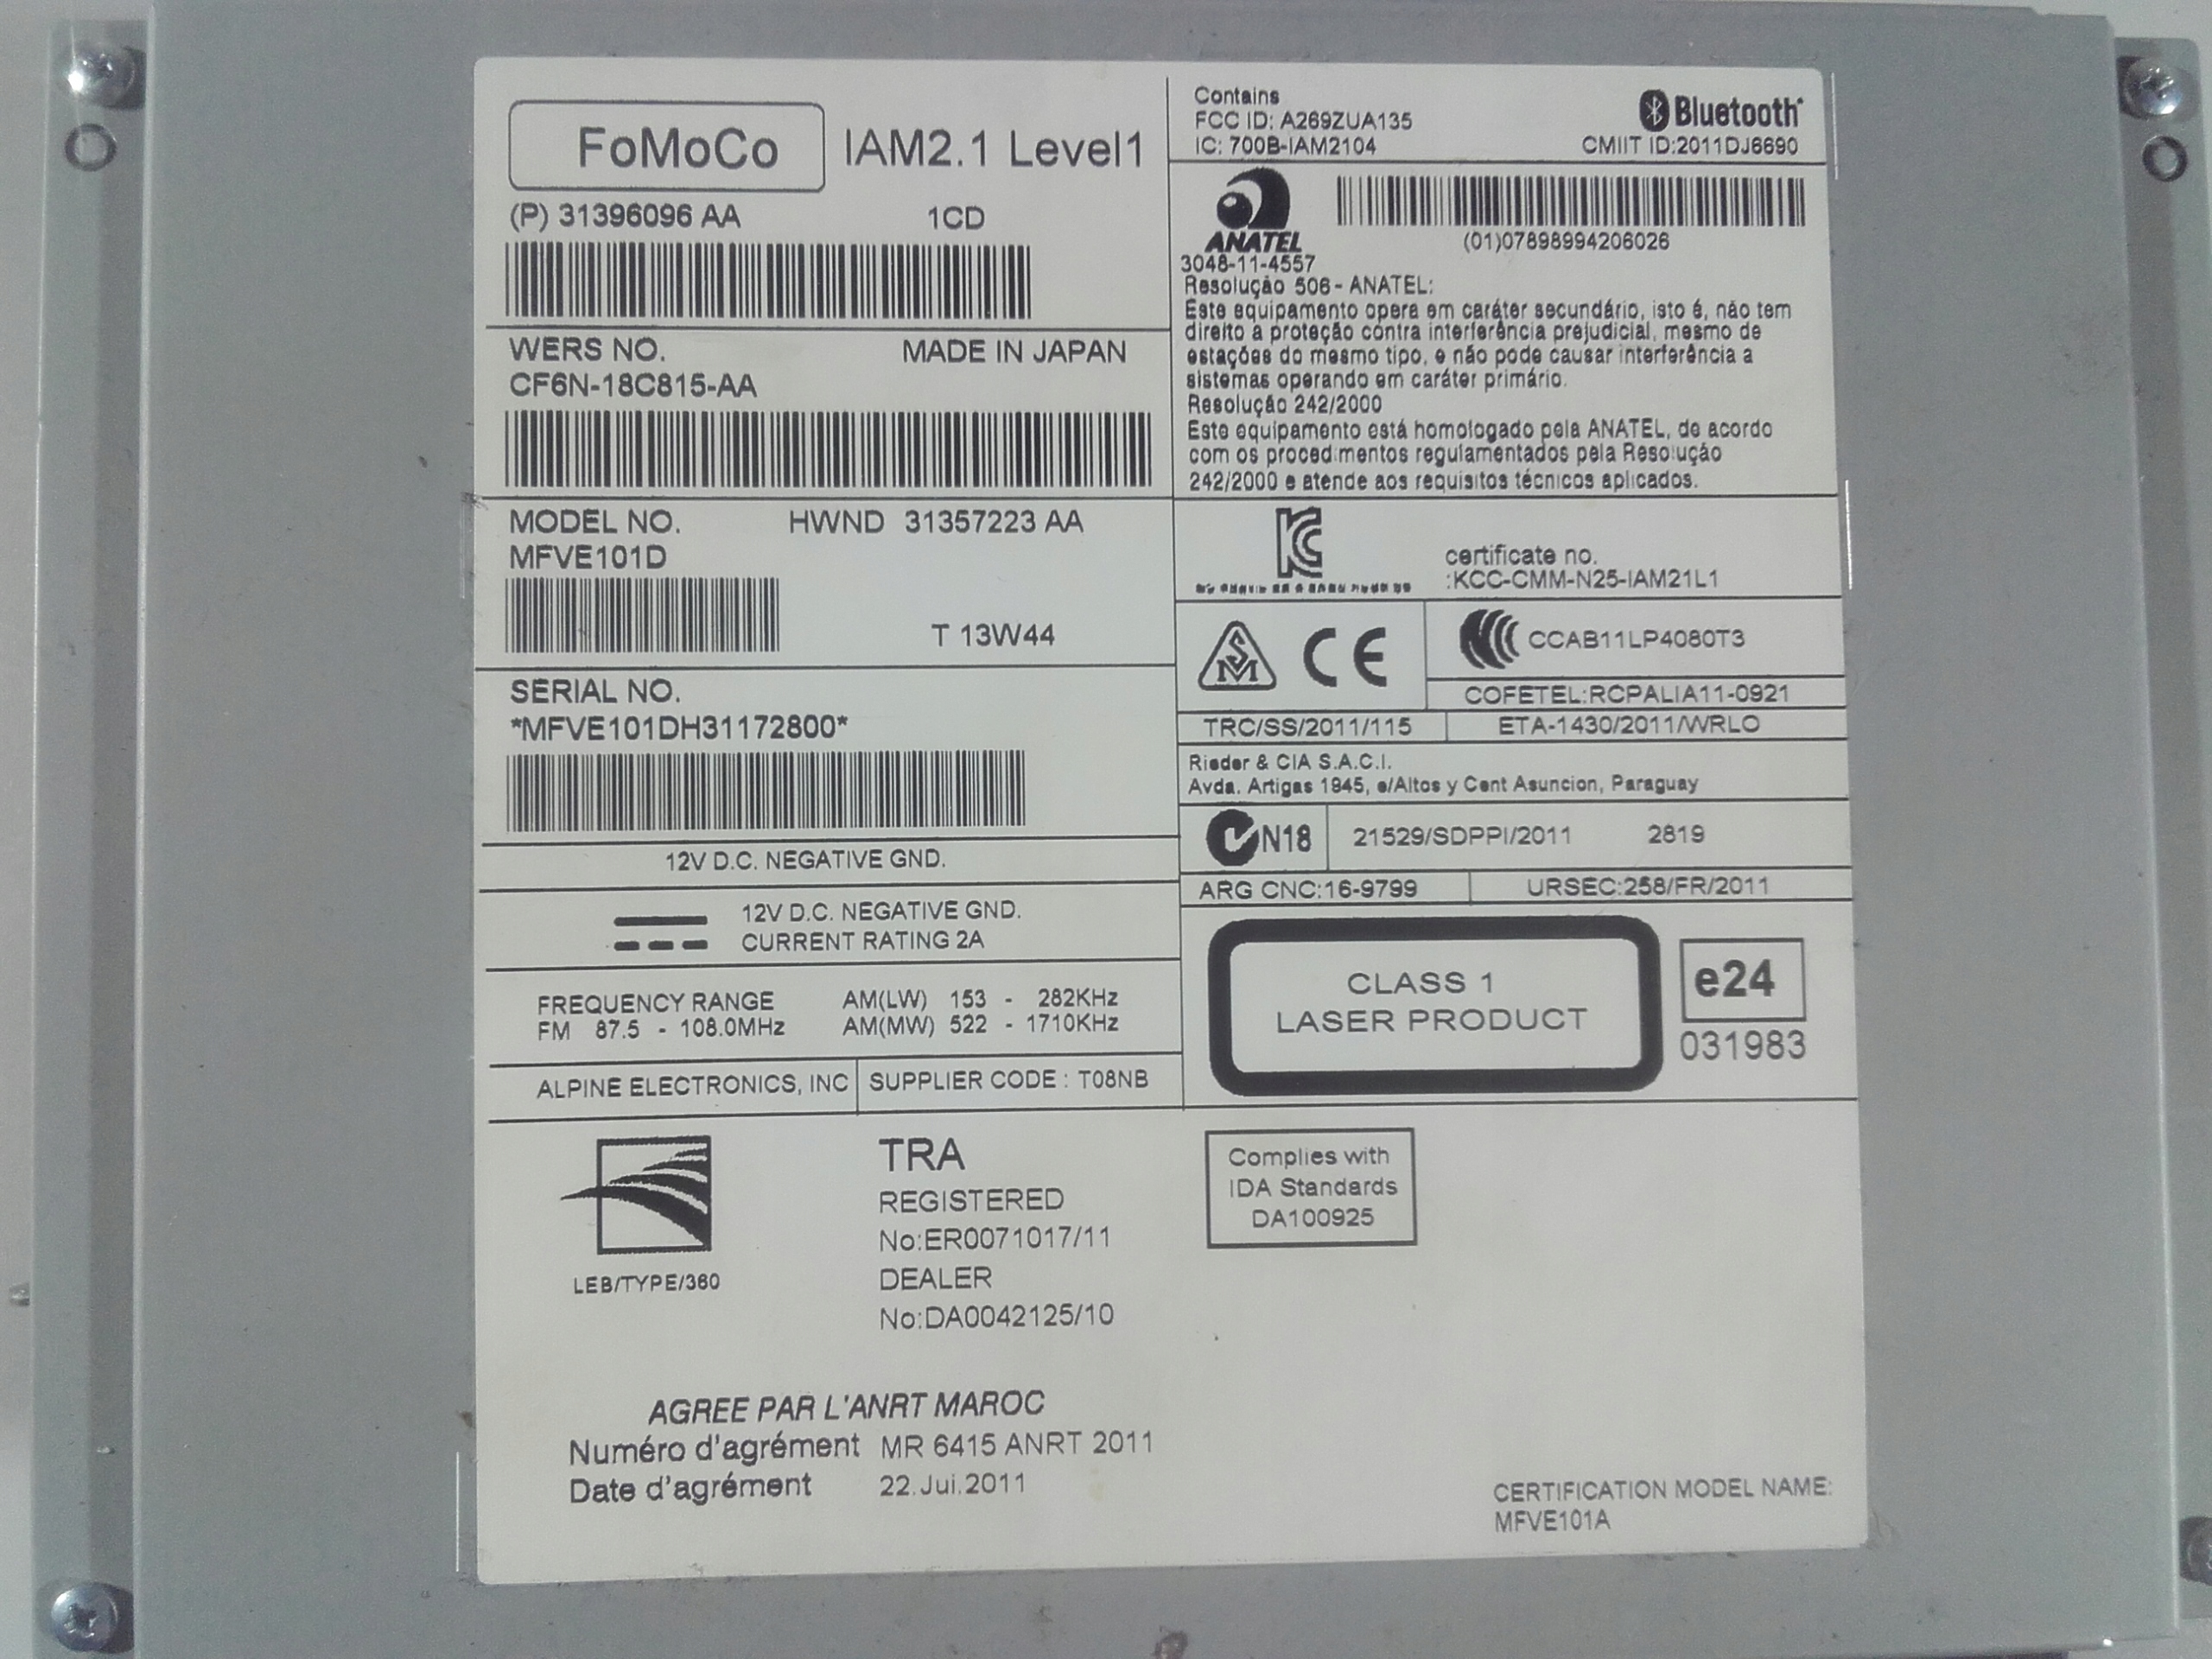 FoMoCo IAM2.1 Level1
(P) 31396096 AA 1CD
WERS NO. MADE IN JAPAN
CF6N-18C815-AA
MODEL NO. HWND 31357223 AA
MFVE101D
T 13W44
SERIAL NO.
*MFVE101DH31172800*
12V D.C. NEGATIVE GND.
12V D.C. NEGATIVE GND.
CURRENT RATING 2A
FREQUENCY RANGE AM(LW) 153 - 282KHz
FM 87.5 - 108.0MHz AM(MW) 522 - 1710KHz
ALPINE ELECTRONICS, INC SUPPLIER CODE : T08NB
Contains
FCC ID: A269ZUA135
IC: 700B-IAM2104
Bluetooth
CMIIT ID:2011DJ6690
ANATEL
(01)07898994206026
3048-11-4557
Resolução 506 - ANATEL:
Este equipamento opera em caráter secundário, isto é, não tem
direito a proteção contra interferência prejudicial, mesmo de
estações do mesmo tipo, e não pode causar interferência a
sistemas operando em caráter primário.
Resolução 242/2000
Este equipamento está homologado pela ANATEL, de acordo
com os procedimentos regulamentados pela Resolução
242/2000 e atende aos requisitos técnicos aplicados.
certificate no.
:KCC-CMM-N25-IAM21L1
CE
CCAB11LP4080T3
COFETEL:RCPALIA11-0921
TRC/SS/2011/115 ETA-1430/2011/WRLO
Rieder & CIA S.A.C.I.
Avda. Artigas 1945, e/Altos y Cent Asuncion, Paraguay
N18 21529/SDPPI/2011 2819
ARG CNC:16-9799 URSEC:258/FR/2011
CLASS 1
LASER PRODUCT
e24
031983
LEB/TYPE/360
TRA
REGISTERED
No:ER0071017/11
DEALER
No:DA0042125/10
Complies with
IDA Standards
DA100925
AGREE PAR L'ANRT MAROC
Numéro d'agrément MR 6415 ANRT 2011
Date d'agrément 22.Jui.2011
CERTIFICATION MODEL NAME:
MFVE101A